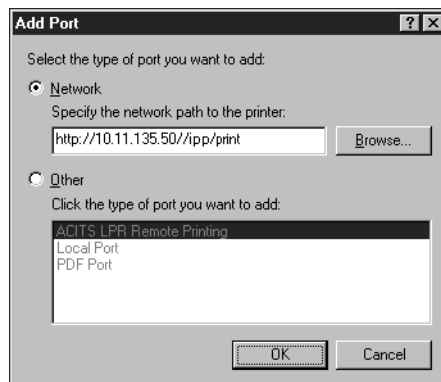 Add Port
Select the type of port you want to add:
Network
Specify the network path to the printer:
http://10.11.135.50//ipp/print
Browse...
Other
Click the type of port you want to add:
ACITS LPR Remote Printing
Local Port
PDF Port
OK
Cancel